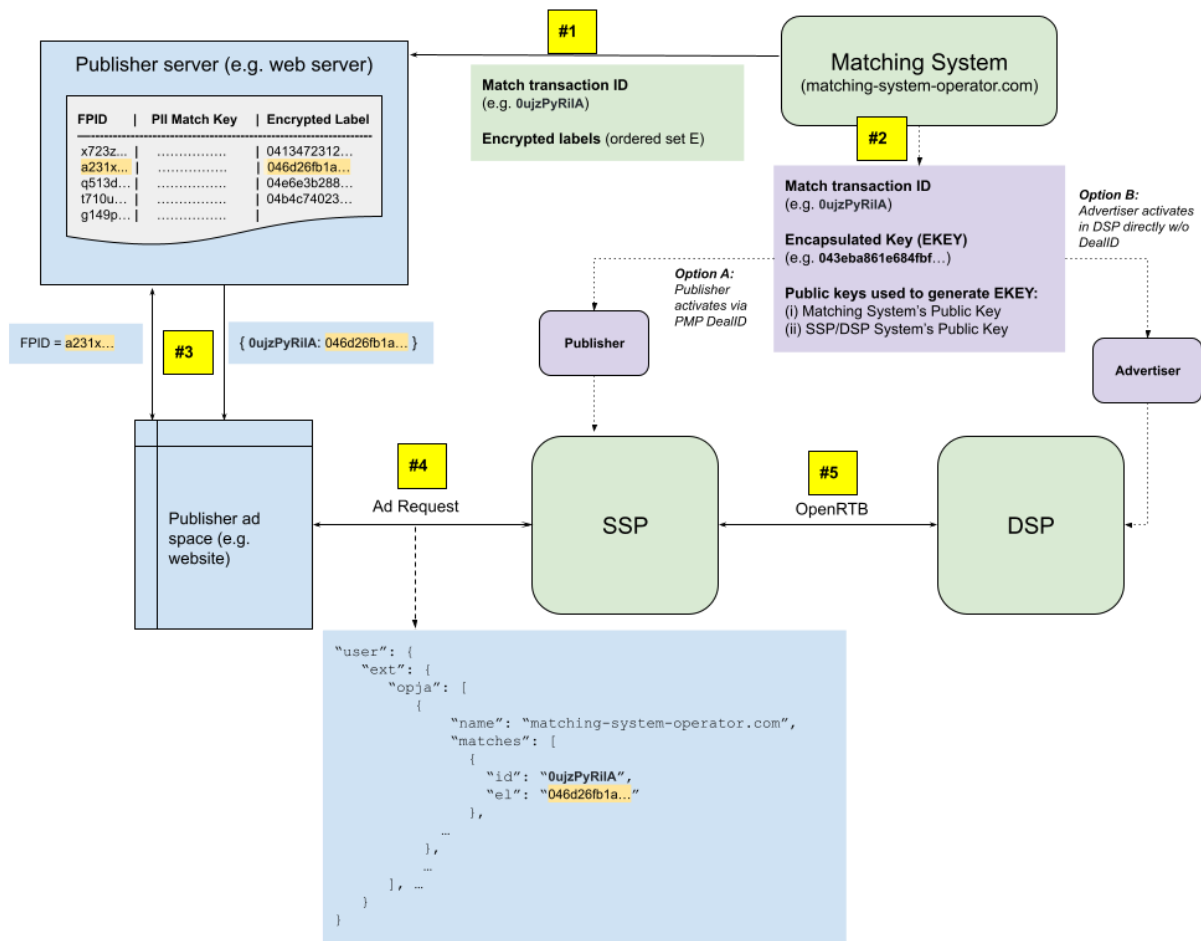 #1
Publisher server (e.g. web server)
FPID | PII Match Key | Encrypted Label
--------------------------------------------------------------------
x723z... | ................ | 0413472312…
a231x... | ................ | 046d26fb1a…
q513d… | ................ | 04e6e3b288…
t710u... | ................ | 04b4c74023…
g149p… | ................ |
Match transaction ID
(e.g. 0ujzPyRiIA)
Encrypted labels (ordered set E)
Matching System
(matching-system-operator.com)
#2
Match transaction ID
(e.g. 0ujzPyRiIA)
Encapsulated Key (EKEY)
(e.g. 043eba861e684fbf…)
Public keys used to generate EKEY:
(i) Matching System's Public Key
(ii) SSP/DSP System's Public Key
Option A:
Publisher
activates via
PMP DealID
Option B:
Advertiser activates
in DSP directly w/o
DealID
Publisher
Advertiser
FPID = a231x…
#3
{ 0ujzPyRiIA: 046d26fb1a… }
Publisher ad
space (e.g.
website)
#4
Ad Request
SSP
#5
OpenRTB
DSP
“user”: {
“ext”: {
“opja”: [
{
“name”: “matching-system-operator.com”,
“matches”: [
{
“id”: “0ujzPyRiIA”,
“el”: “046d26fb1a…”
},
…
},
…
], …
}
}